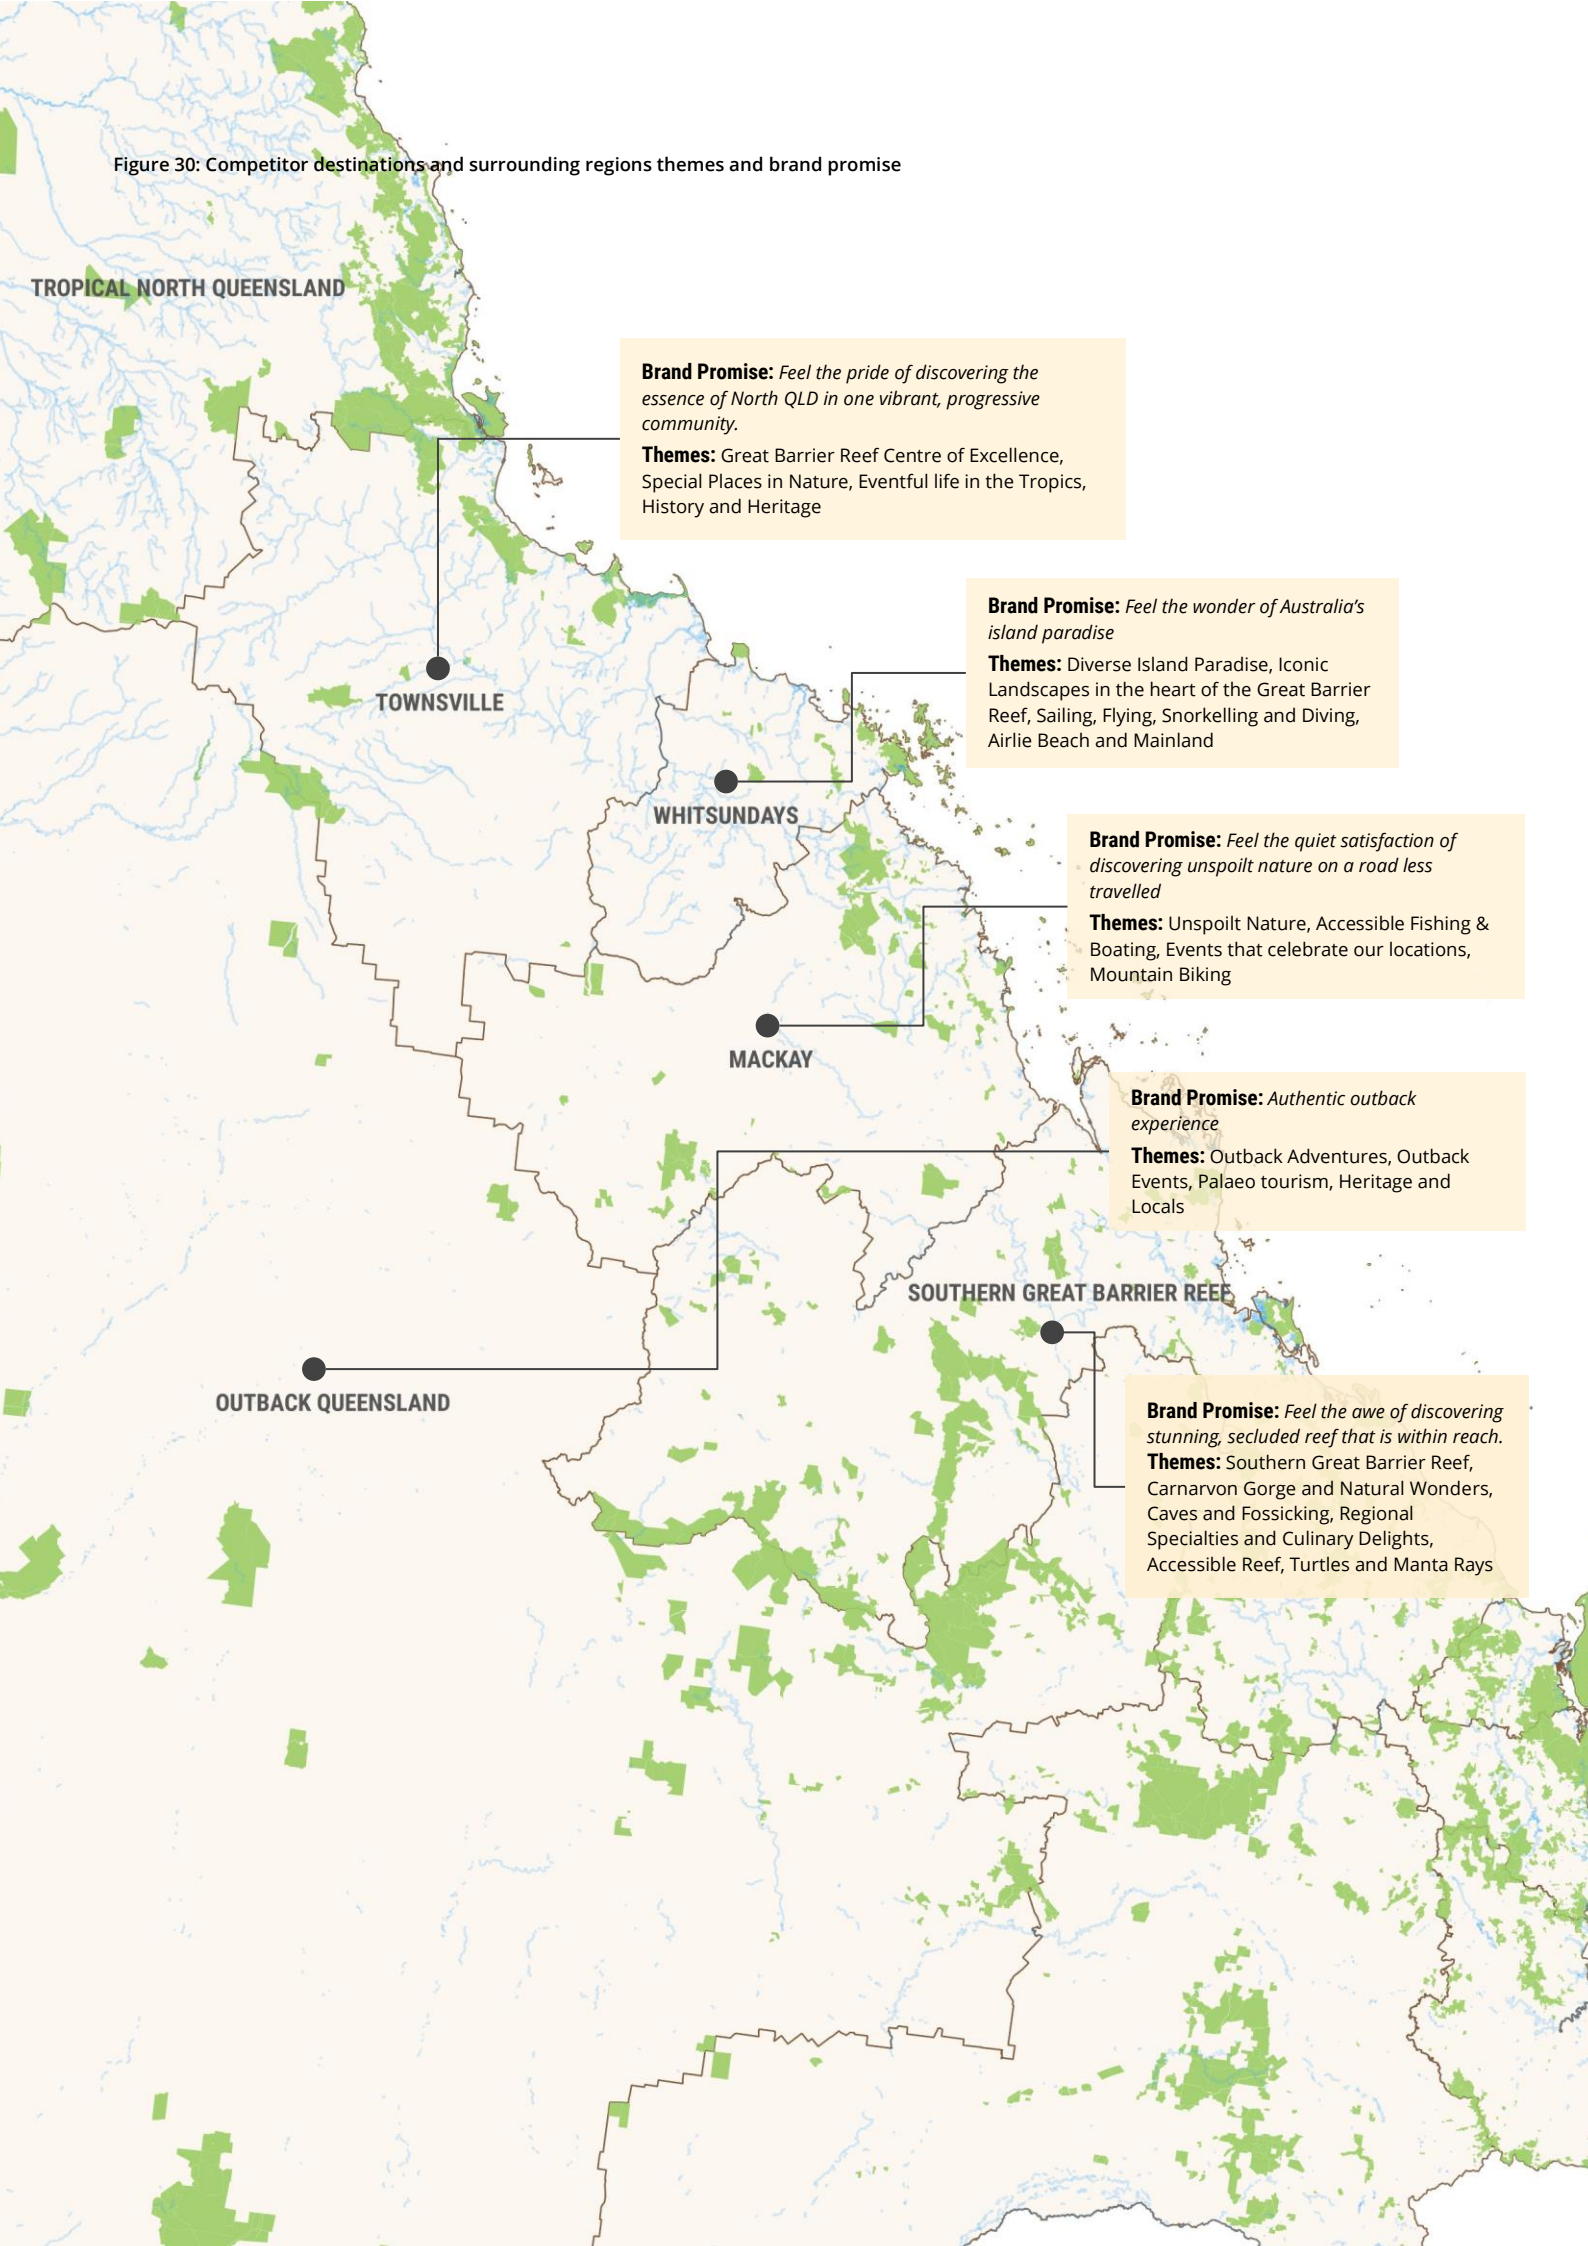 Figure 30: Competitor destinations and surrounding regions themes and brand promise
TROPICAL NORTH QUEENSLAND
Brand Promise: Feel the pride of discovering the
essence of North QLD in one vibrant, progressive
community.
Themes: Great Barrier Reef Centre of Excellence,
Special Places in Nature, Eventful life in the Tropics,
History and Heritage
TOWNSVILLE
Brand Promise: Feel the wonder of Australia’s
island paradise
Themes: Diverse Island Paradise, Iconic
Landscapes in the heart of the Great Barrier
Reef, Sailing, Flying, Snorkelling and Diving,
Airlie Beach and Mainland
WHITSUNDAYS
Brand Promise: Feel the quiet satisfaction of
discovering unspoilt nature on a road less
travelled
Themes: Unspoilt Nature, Accessible Fishing &
Boating, Events that celebrate our locations,
Mountain Biking
MACKAY
Brand Promise: Authentic outback
experience
Themes: Outback Adventures, Outback
Events, Palaeo tourism, Heritage and
Locals
SOUTHERN GREAT BARRIER REEF
OUTBACK QUEENSLAND
Brand Promise: Feel the awe of discovering
stunning, secluded reef that is within reach.
Themes: Southern Great Barrier Reef,
Carnarvon Gorge and Natural Wonders,
Caves and Fossicking, Regional
Specialties and Culinary Delights,
Accessible Reef, Turtles and Manta Rays